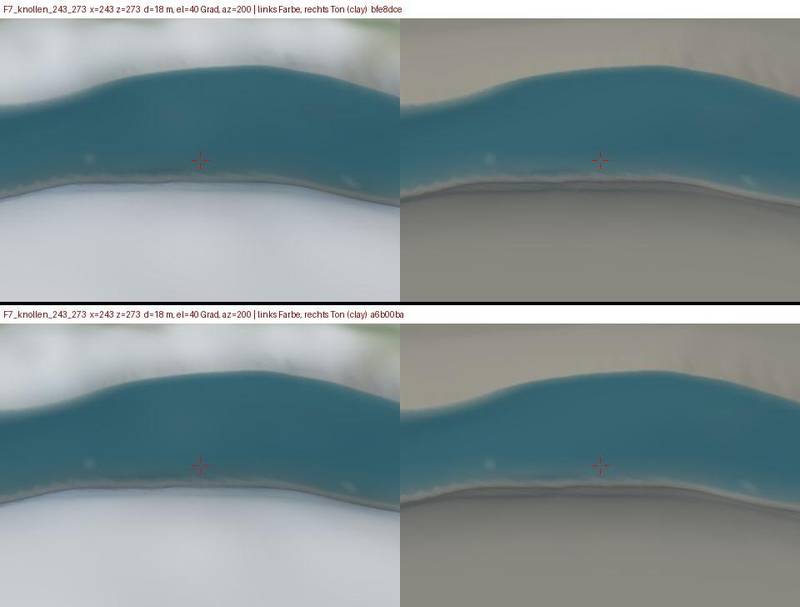 F7_knollen_243_273 x=243 z=273 d=18 m, el=40 Grad, az=200 | links Farbe, rechts Ton (clay) bfe8dce
F7_knollen_243_273 x=243 z=273 d=18 m, el=40 Grad, az=200 | links Farbe, rechts Ton (clay) a6b00ba